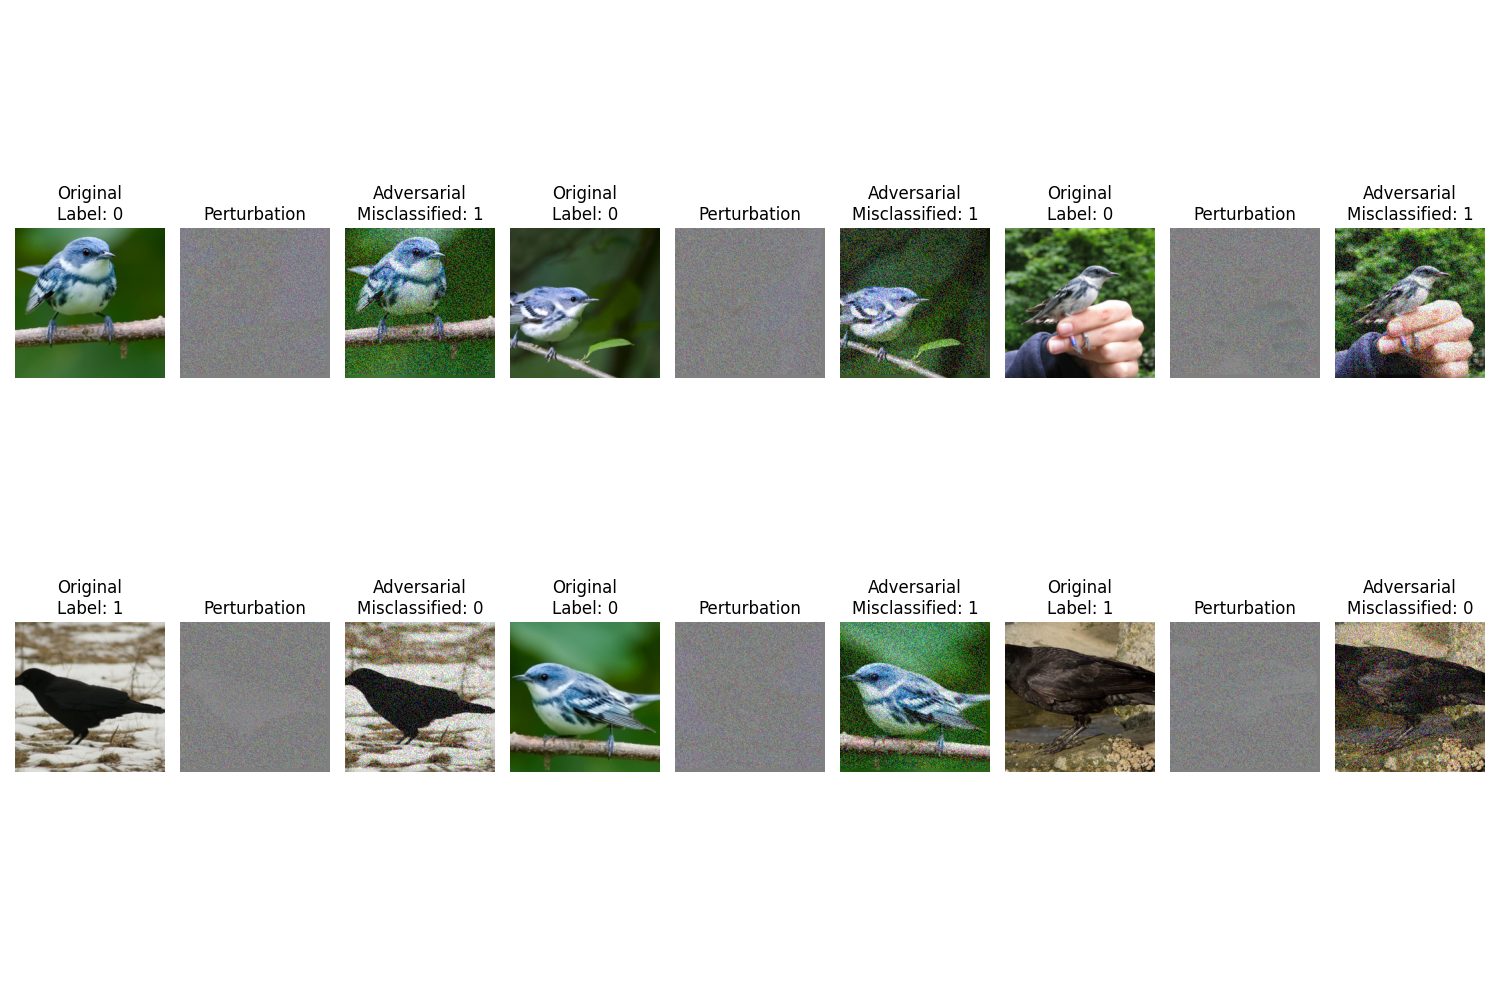 Original
Label: 0
Perturbation
Adversarial
Misclassified: 1
Original
Label: 0
Perturbation
Adversarial
Misclassified: 1
Original
Label: 0
Perturbation
Adversarial
Misclassified: 1
Original
Label: 1
Perturbation
Adversarial
Misclassified: 0
Original
Label: 0
Perturbation
Adversarial
Misclassified: 1
Original
Label: 1
Perturbation
Adversarial
Misclassified: 0